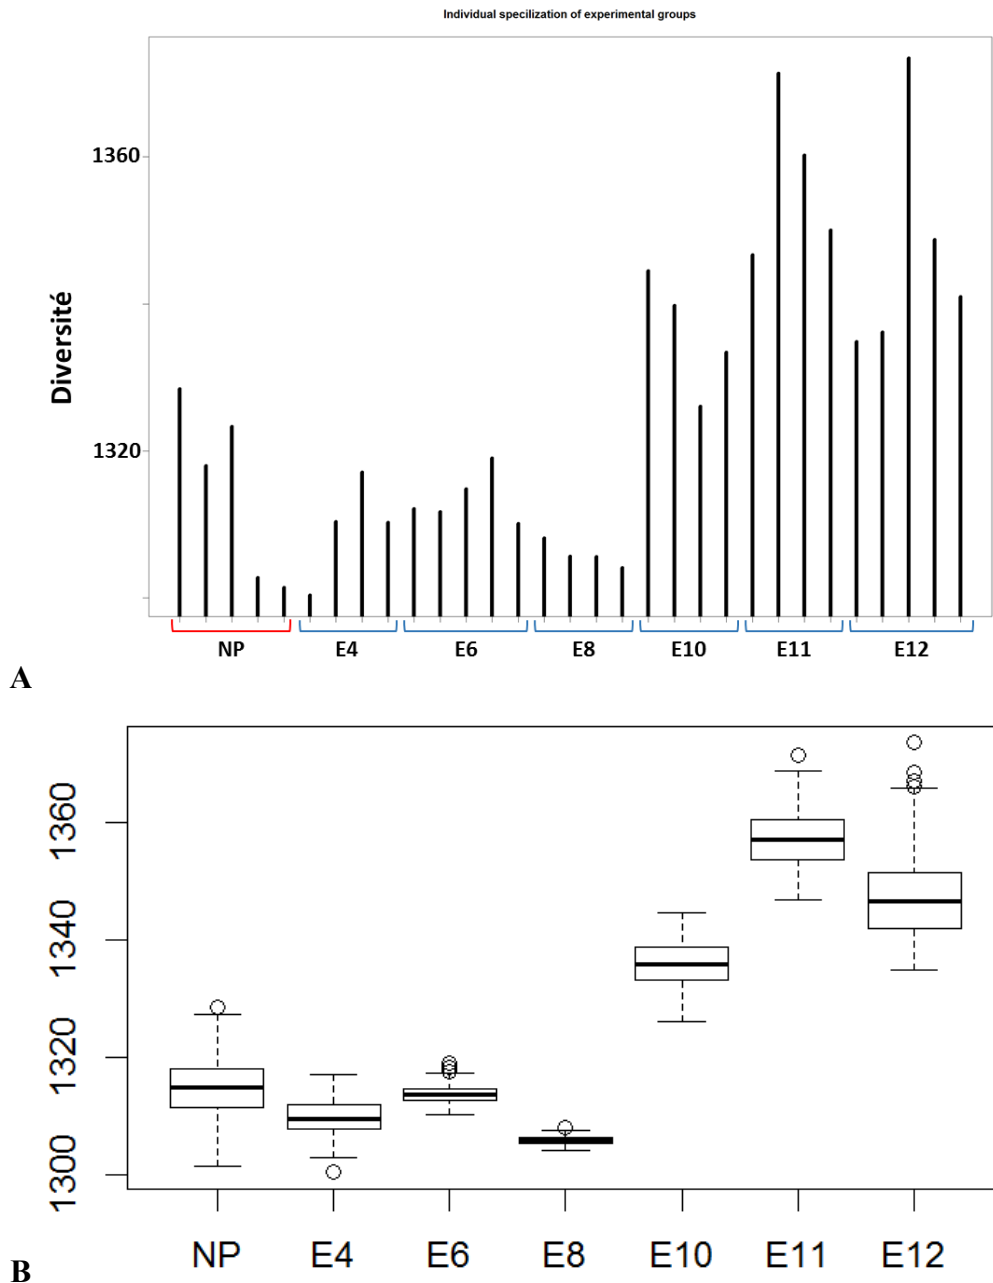 Individual specilization of experimental groups
1360
Diversité
1320
NP E4 E6 E8 E10 E11 E12
A
1360
1340
1320
1300
NP E4 E6 E8 E10 E11 E12
B